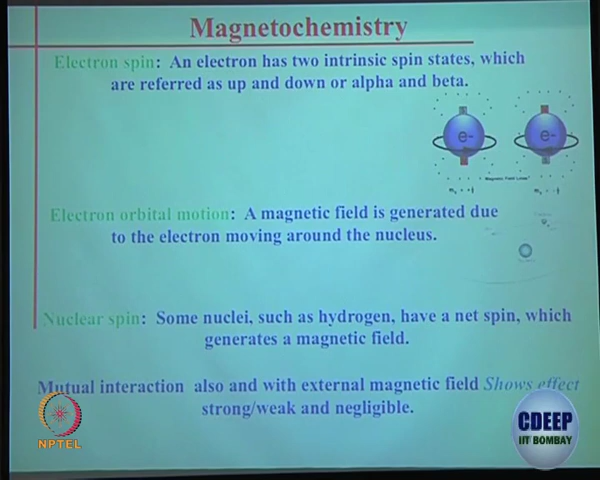 Magnetochemistry
Electron spin: An electron has two intrinsic spin states, which
are referred as up and down or alpha and beta.
e- e-
Magnetic Field Lines
Electron orbital motion: A magnetic field is generated due
to the electron moving around the nucleus.
Nuclear spin: Some nuclei, such as hydrogen, have a net spin, which
generates a magnetic field.
Mutual interaction also and with external magnetic field Shows effect
strong/weak and negligible.
NPTEL
CDEEP
IIT BOMBAY